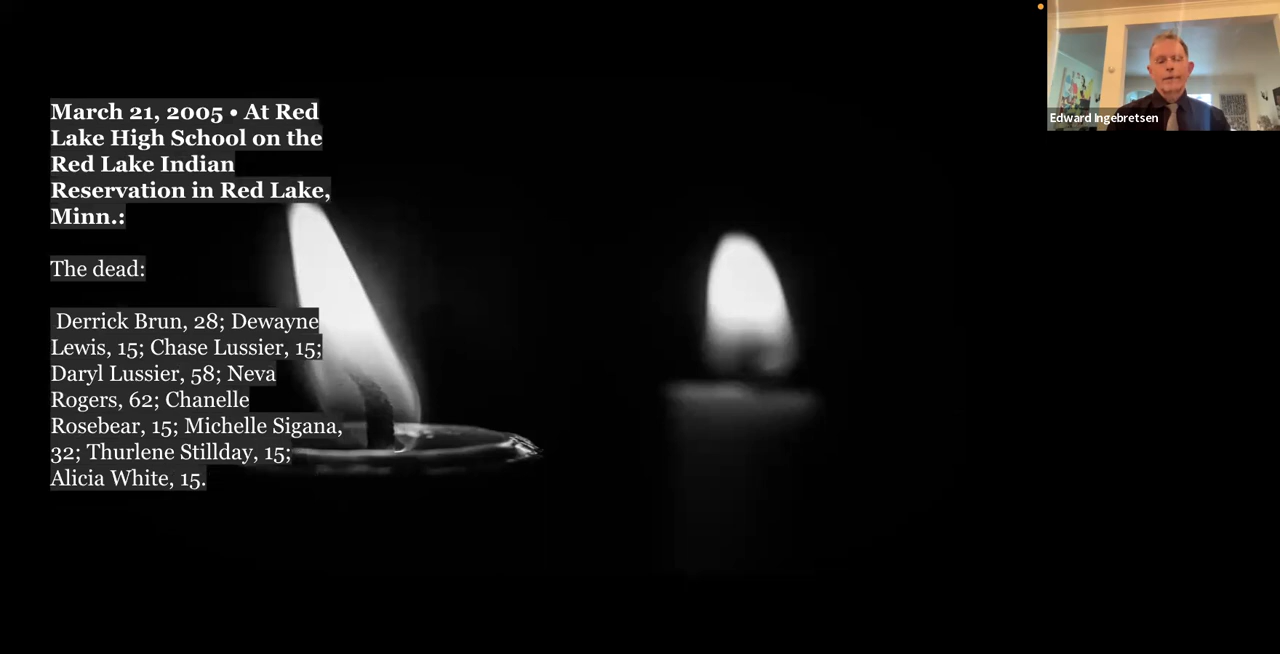 March 21, 2005 • At Red
Lake High School on the
Red Lake Indian
Reservation in Red Lake,
Minn.:
The dead:
Derrick Brun, 28; Dewayne
Lewis, 15; Chase Lussier, 15;
Daryl Lussier, 58; Neva
Rogers, 62; Chanelle
Rosebear, 15; Michelle Sigana,
32; Thurlene Stillday, 15;
Alicia White, 15.
Edward Ingebretsen